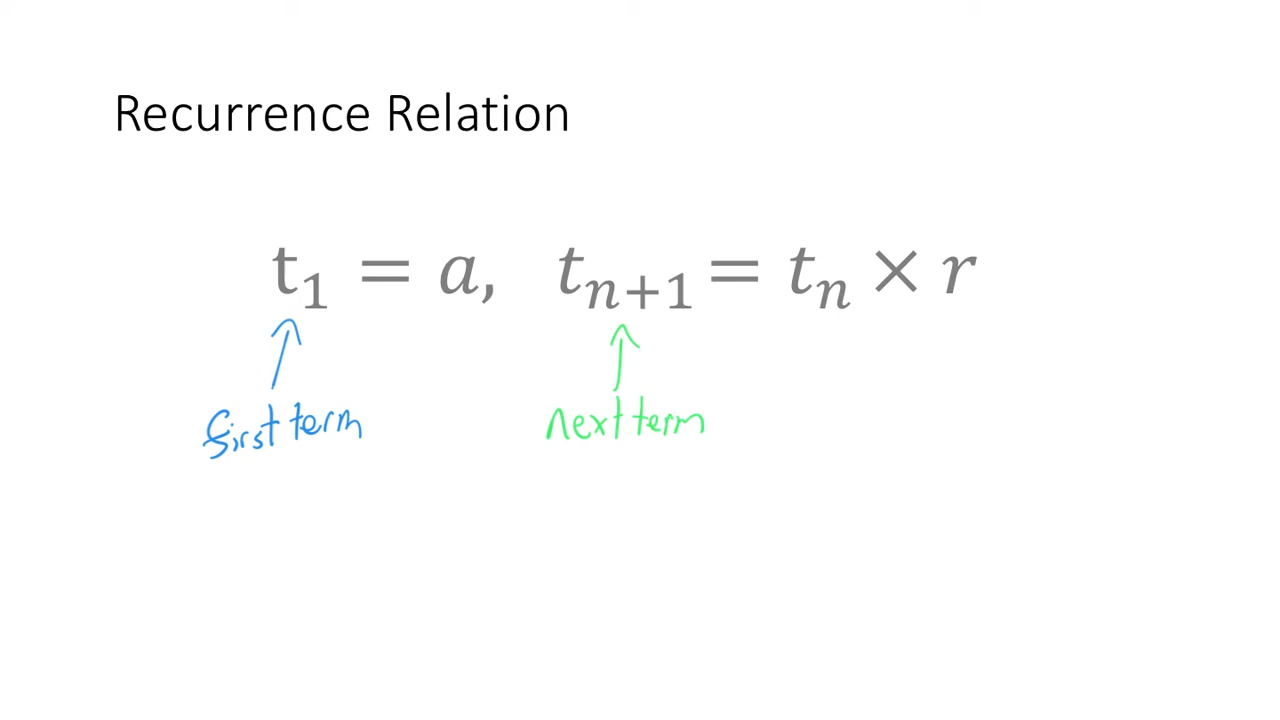 Recurrence Relation
t₁ = a, tₙ₊₁ = tₙ × r
first term next term